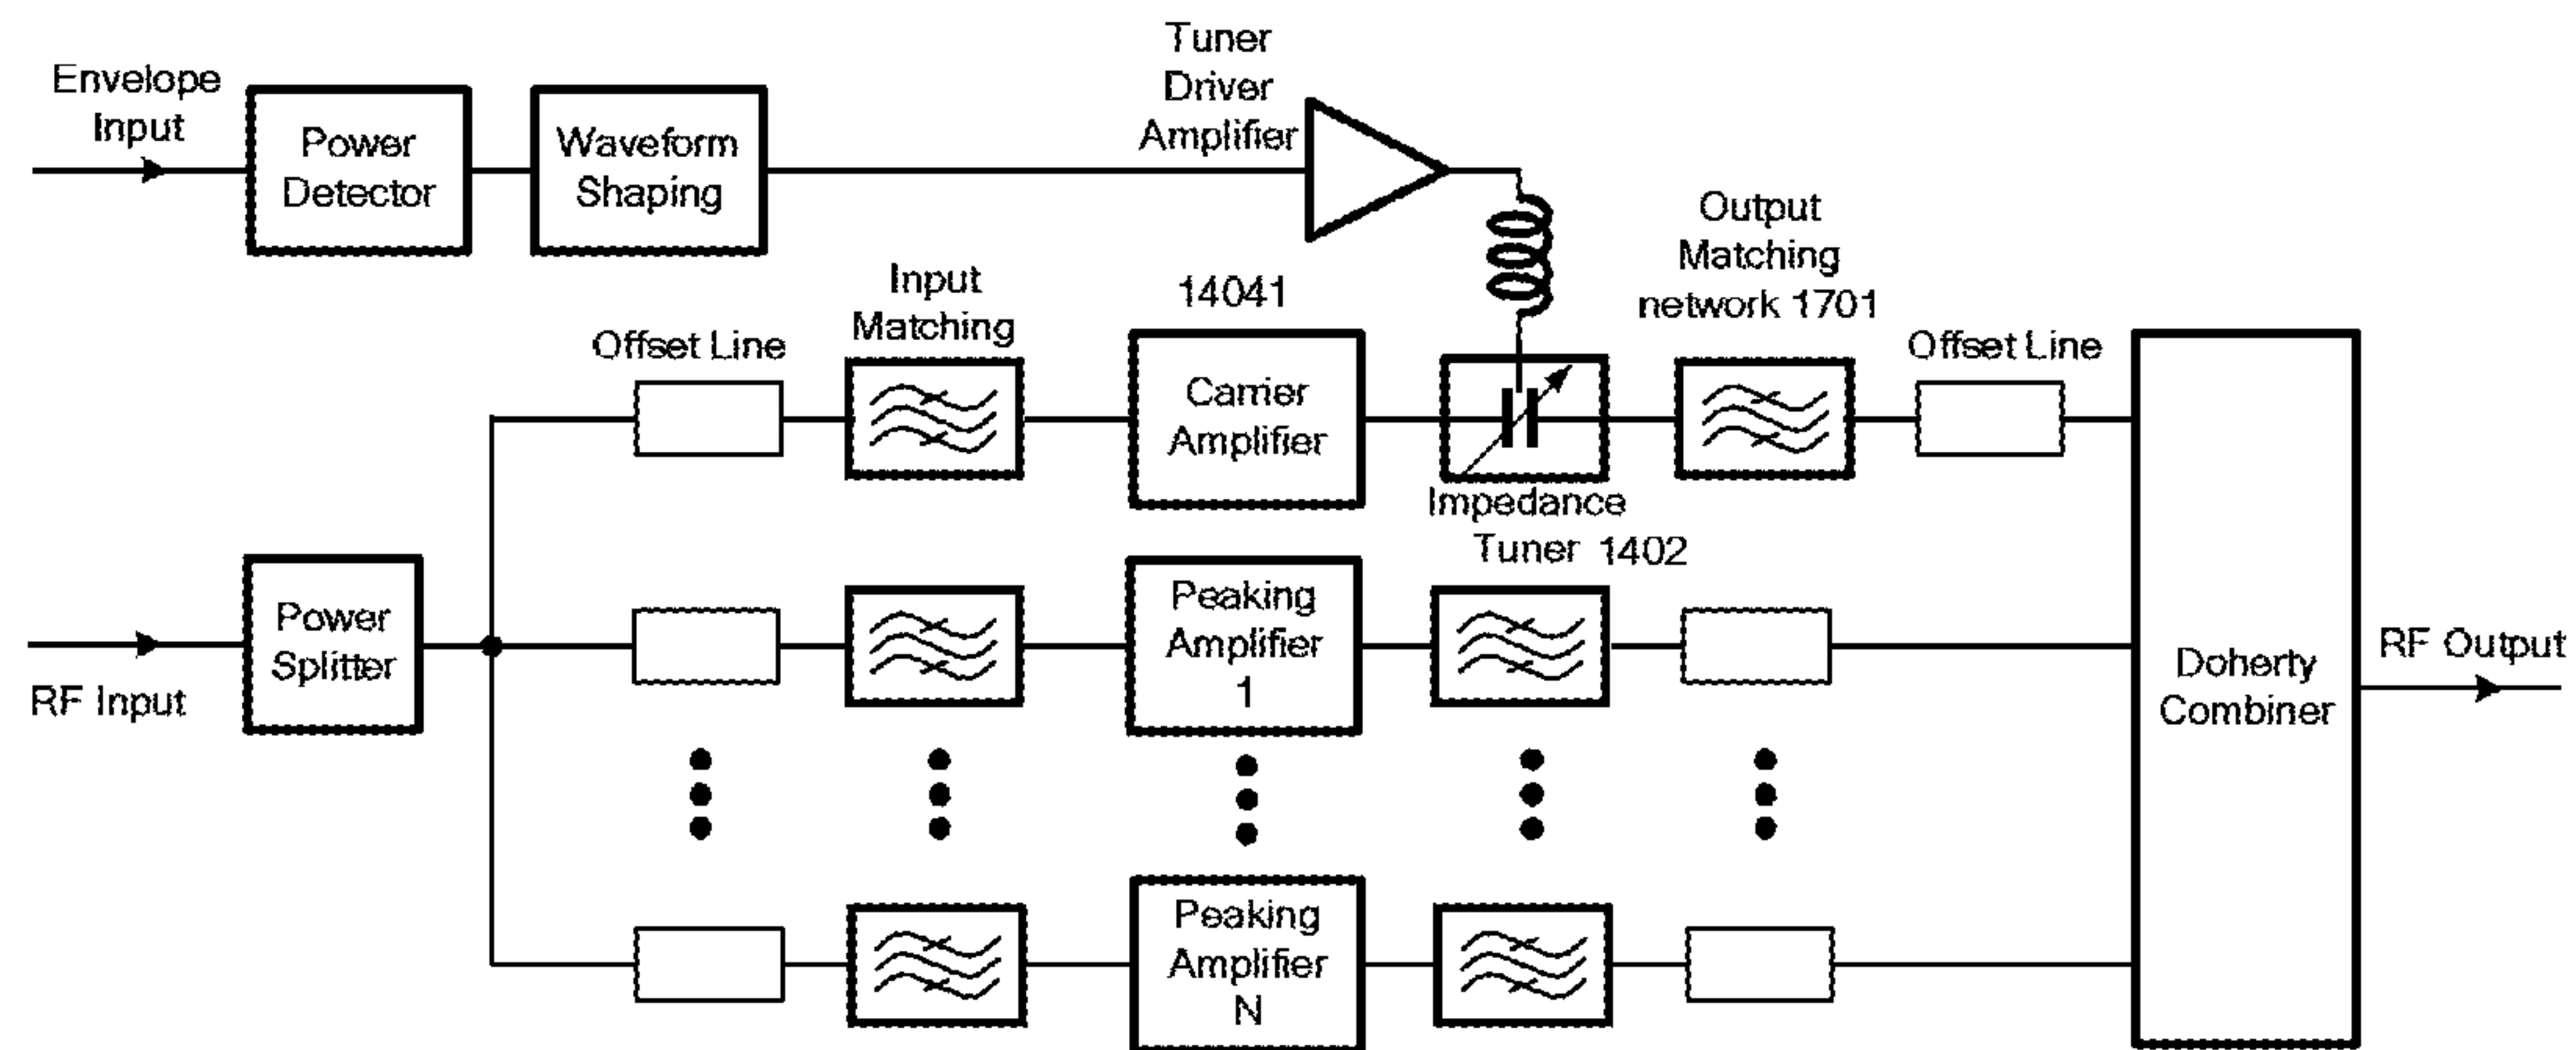 Envelope
Input
Power
Detector
Waveform
Shaping
Tuner
Driver
Amplifier
Output
Matching
network 1701
Offset Line
Input
Matching
14041
Carrier
Amplifier
Impedance
Tuner 1402
Offset Line
RF Input
Power
Splitter
Peaking
Amplifier
1
Peaking
Amplifier
N
Doherty
Combiner
RF Output